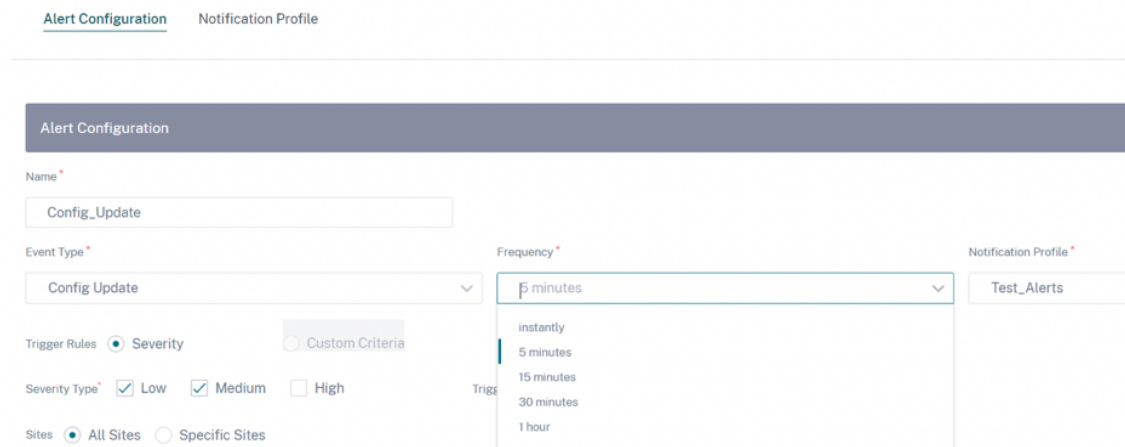 Alert Configuration Notification Profile
Alert Configuration
Name*
Config_Update
Event Type* Frequency* Notification Profile*
Config Update 5 minutes Test_Alerts
instantly
Trigger Rules Severity Custom Criteria
5 minutes
15 minutes
Severity Type* Low Medium High
30 minutes
1 hour
Sites All Sites Specific Sites